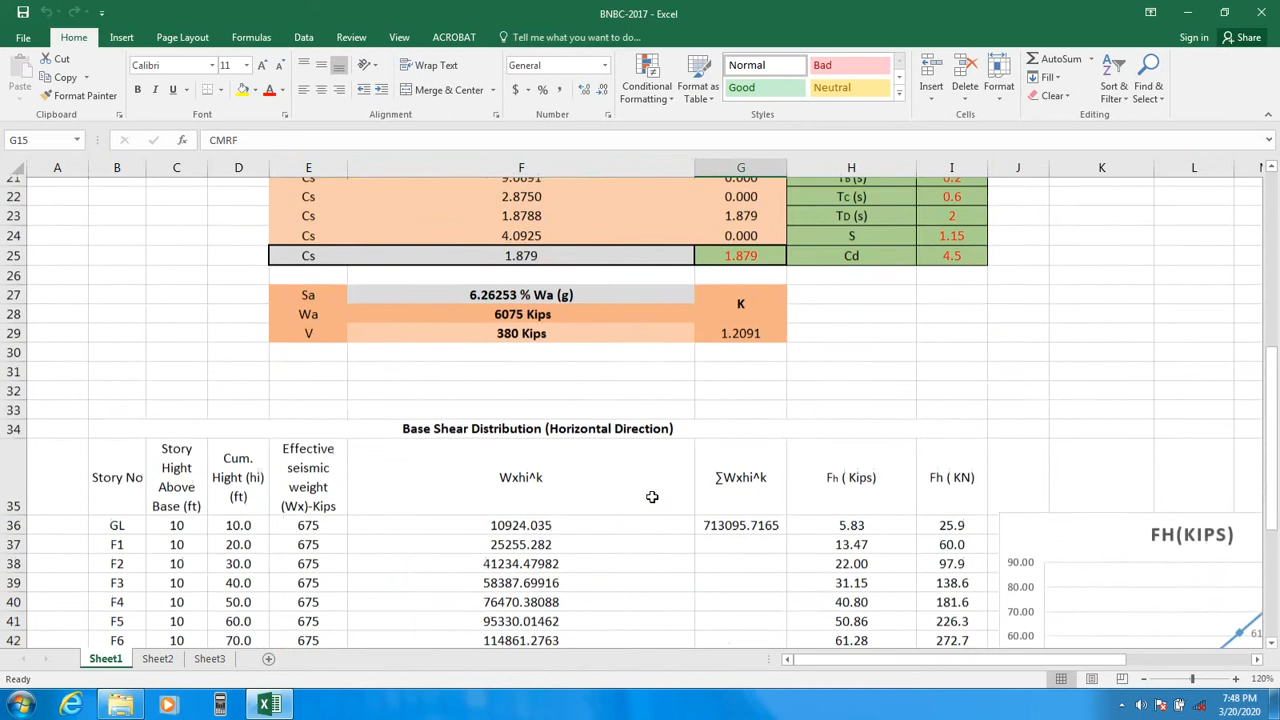 BNBC-2017 - Excel
File Home Insert Page Layout Formulas Data Review View ACROBAT Tell me what you want to do... Sign in Share
Paste Cut Copy Format Painter Clipboard
Calibri 11 B I U A Font
Wrap Text Merge & Center Alignment
General $ % , Number
Conditional Formatting Format as Table Normal Bad Good Neutral Styles
Insert Delete Format Cells
AutoSum Fill Clear Sort & Filter Find & Select Editing
G15 fx CMRF
A B C D E F G H I J K L
21 Cs 9.0691 0.000 TB (s) 0.2
22 Cs 2.8750 0.000 Tc (s) 0.6
23 Cs 1.8788 1.879 TD (s) 2
24 Cs 4.0925 0.000 S 1.15
25 Cs 1.879 1.879 Cd 4.5
26
27 Sa 6.26253 % Wa (g) K
28 Wa 6075 Kips
29 V 380 Kips 1.2091
30
31
32
33
34 Base Shear Distribution (Horizontal Direction)
35 Story No Story Hight Above Base (ft) Cum. Hight (hi) (ft) Effective seismic weight (Wx)-Kips Wxhi^k ∑Wxhi^k Fh ( Kips) Fh ( KN)
36 GL 10 10.0 675 10924.035 713095.7165 5.83 25.9
37 F1 10 20.0 675 25255.282 13.47 60.0
38 F2 10 30.0 675 41234.47982 22.00 97.9
39 F3 10 40.0 675 58387.69916 31.15 138.6
40 F4 10 50.0 675 76470.38088 40.80 181.6
41 F5 10 60.0 675 95330.01462 50.86 226.3
42 F6 10 70.0 675 114861.2763 61.28 272.7
FH(KIPS)
90.00
80.00
70.00
60.00
61
Sheet1 Sheet2 Sheet3
Ready 120%
7:48 PM
3/20/2020